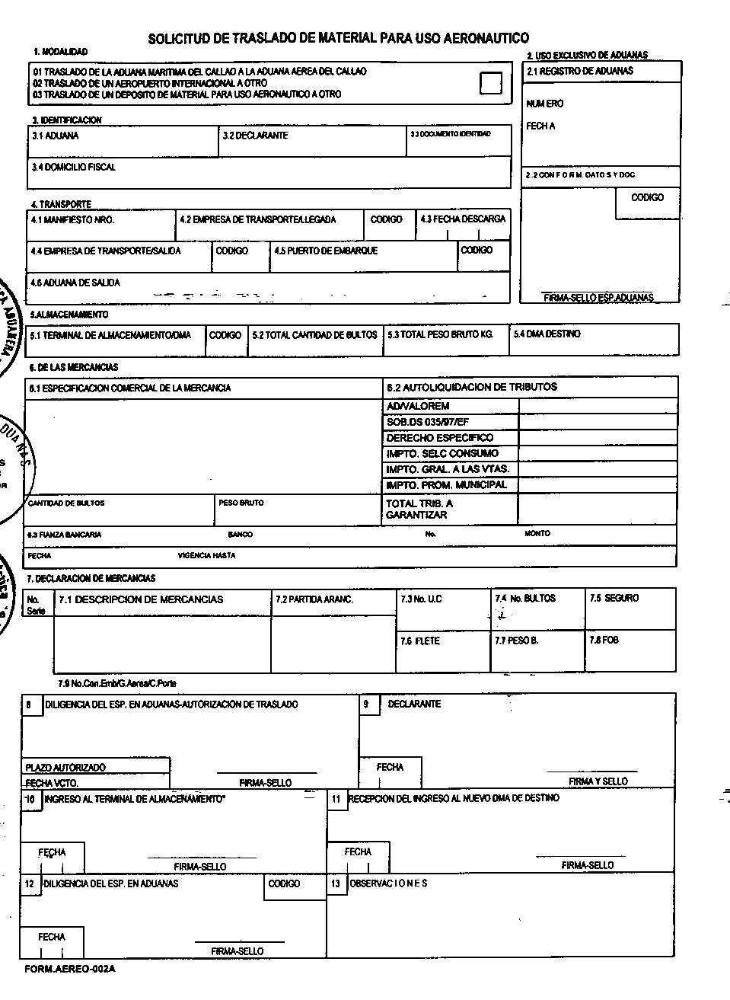 SOLICITUD DE TRASLADO DE MATERIAL PARA USO AERONAUTICO
1. MODALIDAD
01 TRASLADO DE LA ADUANA MARITIMA DEL CALLAO A LA ADUANA AEREA DEL CALLAO
02 TRASLADO DE UN AEROPUERTO INTERNACIONAL A OTRO
03 TRASLADO DE UN DEPOSITO DE MATERIAL PARA USO AERONAUTICO A OTRO
2. USO EXCLUSIVO DE ADUANAS
2.1 REGISTRO DE ADUANAS
NUMERO
FECHA
2.2 CONFORM. DATOS Y DOC.
CODIGO
FIRMA-SELLO ESP.ADUANAS
3. IDENTIFICACION
3.1 ADUANA 3.2 DECLARANTE 3.3 DOCUMENTO IDENTIDAD
3.4 DOMICILIO FISCAL
4. TRANSPORTE
4.1 MANIFIESTO NRO. 4.2 EMPRESA DE TRANSPORTE/LLEGADA CODIGO 4.3 FECHA DESCARGA
4.4 EMPRESA DE TRANSPORTE/SALIDA CODIGO 4.5 PUERTO DE EMBARQUE CODIGO
4.6 ADUANA DE SALIDA
5.ALMACENAMIENTO
5.1 TERMINAL DE ALMACENAMIENTO/DMA CODIGO 5.2 TOTAL CANTIDAD DE BULTOS 5.3 TOTAL PESO BRUTO KG. 5.4 DMA DESTINO
6. DE LAS MERCANCIAS
6.1 ESPECIFICACION COMERCIAL DE LA MERCANCIA
6.2 AUTOLIQUIDACION DE TRIBUTOS
AD/VALOREM
SOB.DS 035/97/EF
DERECHO ESPECIFICO
IMPTO. SELC CONSUMO
IMPTO. GRAL. A LAS VTAS.
IMPTO. PROM. MUNICIPAL
CANTIDAD DE BULTOS PESO BRUTO
TOTAL TRIB. A
GARANTIZAR
6.3 FIANZA BANCARIA BANCO No. MONTO
FECHA VIGENCIA HASTA
7. DECLARACION DE MERCANCIAS
No.
Serie
7.1 DESCRIPCION DE MERCANCIAS 7.2 PARTIDA ARANC. 7.3 No. U.C 7.4 No. BULTOS 7.5 SEGURO
7.6 FLETE 7.7 PESO B. 7.8 FOB
7.9 No.Con.Emb/G.Aerea/C.Porte
8 DILIGENCIA DEL ESP. EN ADUANAS-AUTORIZACION DE TRASLADO
PLAZO AUTORIZADO
FECHA VCTO.
FIRMA-SELLO
9 DECLARANTE
FECHA
FIRMA Y SELLO
10 INGRESO AL TERMINAL DE ALMACENAMIENTO"
FECHA
FIRMA-SELLO
11 RECEPCION DEL INGRESO AL NUEVO DMA DE DESTINO
FECHA
FIRMA-SELLO
12 DILIGENCIA DEL ESP. EN ADUANAS CODIGO
FECHA
FIRMA-SELLO
13 OBSERVACIONES
FORM.AEREO-002A
ADUANERA
ADUANAS